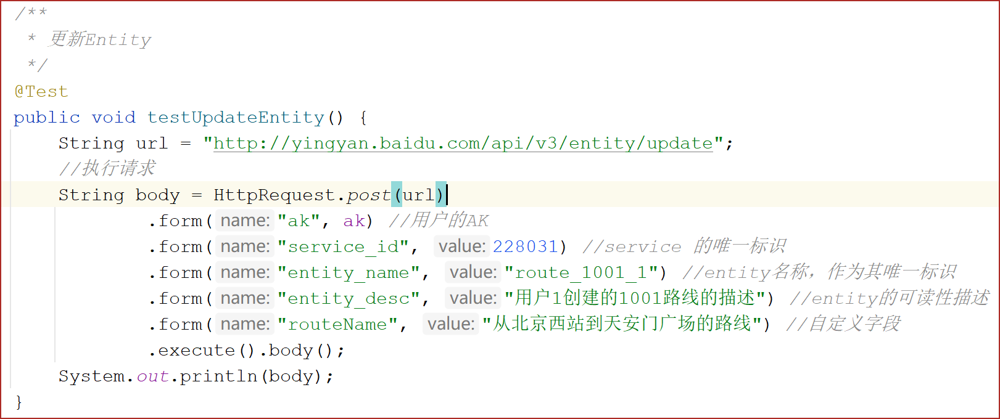 /**
 * 更新Entity
 */
@Test
public void testUpdateEntity() {
    String url = "http://yingyan.baidu.com/api/v3/entity/update";
    //执行请求
    String body = HttpRequest.post(url)
            .form( name: "ak", ak) //用户的AK
            .form( name: "service_id", value: 228031) //service 的唯一标识
            .form( name: "entity_name", value: "route_1001_1") //entity名称，作为其唯一标识
            .form( name: "entity_desc", value: "用户1创建的1001路线的描述") //entity的可读性描述
            .form( name: "routeName", value: "从北京西站到天安门广场的路线") //自定义字段
            .execute().body();
    System.out.println(body);
}